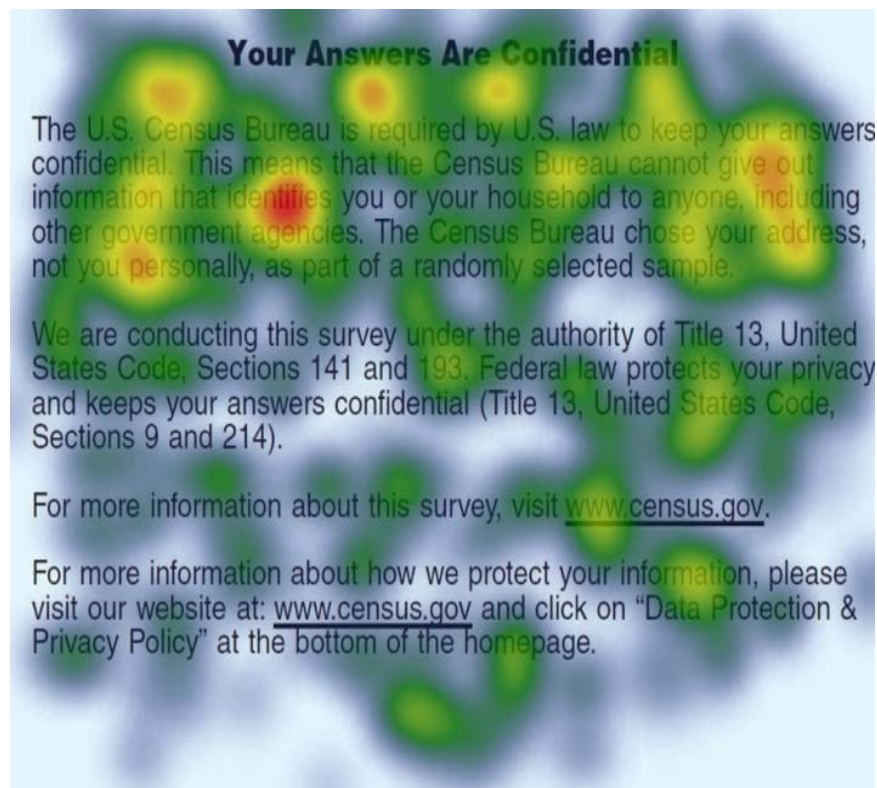 Your Answers Are Confidential
The U.S. Census Bureau is required by U.S. law to keep your answers
confidential. This means that the Census Bureau cannot give out
information that identifies you or your household to anyone, including
other government agencies. The Census Bureau chose your address,
not you personally, as part of a randomly selected sample.
We are conducting this survey under the authority of Title 13, United
States Code, Sections 141 and 193. Federal law protects your privacy
and keeps your answers confidential (Title 13, United States Code,
Sections 9 and 214).
For more information about this survey, visit www.census.gov.
For more information about how we protect your information, please
visit our website at: www.census.gov and click on “Data Protection &
Privacy Policy” at the bottom of the homepage.